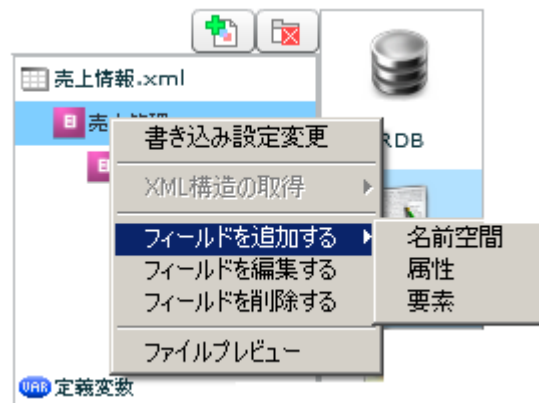 売上情報.xml
売
書き込み設定変更
RDB
XML構造の取得
フィールドを追加する
名前空間
フィールドを編集する
属性
フィールドを削除する
要素
ファイルプレビュー
VAR 定義変数